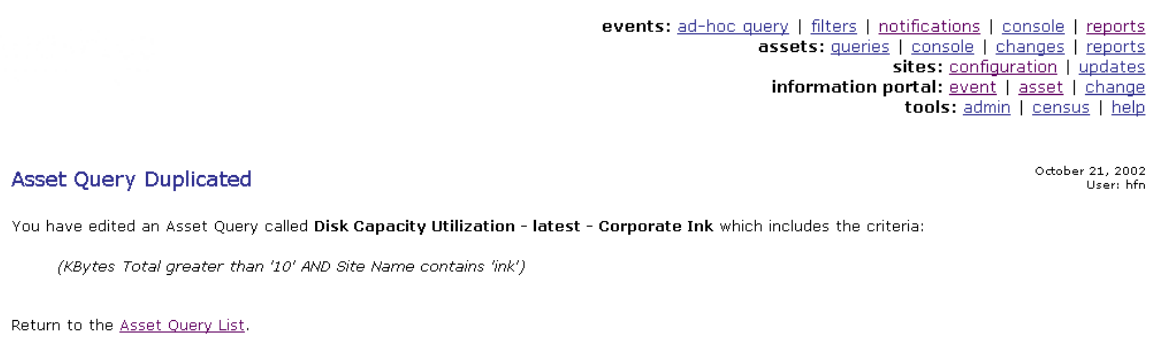 events: ad-hoc query | filters | notifications | console | reports
assets: queries | console | changes | reports
sites: configuration | updates
information portal: event | asset | change
tools: admin | census | help
Asset Query Duplicated
October 21, 2002
User: hfn
You have edited an Asset Query called Disk Capacity Utilization - latest - Corporate Ink which includes the criteria:
(KBytes Total greater than '10' AND Site Name contains 'ink')
Return to the Asset Query List.